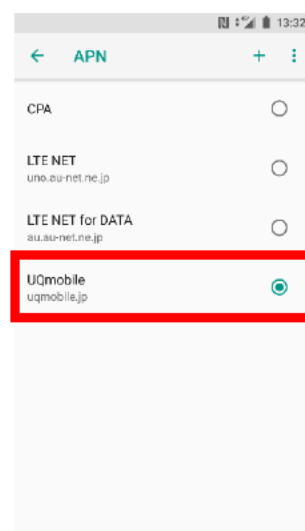 13:32
APN
CPA
LTE NET
uno.au-net.ne.jp
LTE NET for DATA
au.au-net.ne.jp
UQmobile
uqmobile.jp